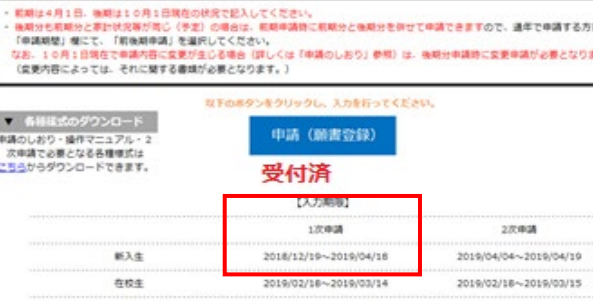 ・ 前期は４月１日、後期は１０月１日現在の状況で記入してください。
・ 後期分も前期分と家計状況等が同じ（予定）の場合は、前期申請時に前期分と後期分を併せて申請できますので、通年で申請する方
「申請期間」欄にて、「前後期申請」を選択してください。
なお、１０月１日現在で申請内容に変更が生じる場合（詳しくは「申請のしおり」参照）は、後期分申請時に変更申請が必要となりま
（変更内容によっては、それに関する書類が必要となります。）
以下のボタンをクリックし、入力を行ってください。
▼ 各種様式のダウンロード
申請のしおり・操作マニュアル・２
次申請で必要となる各種様式は
こちらからダウンロードできます。
申請（願書登録）
受付済
【入力期限】
1次申請 2次申請
新入生 2018/12/19～2019/04/18 2019/04/04～2019/04/19
在校生 2019/02/18～2019/03/14 2019/02/18～2019/03/15